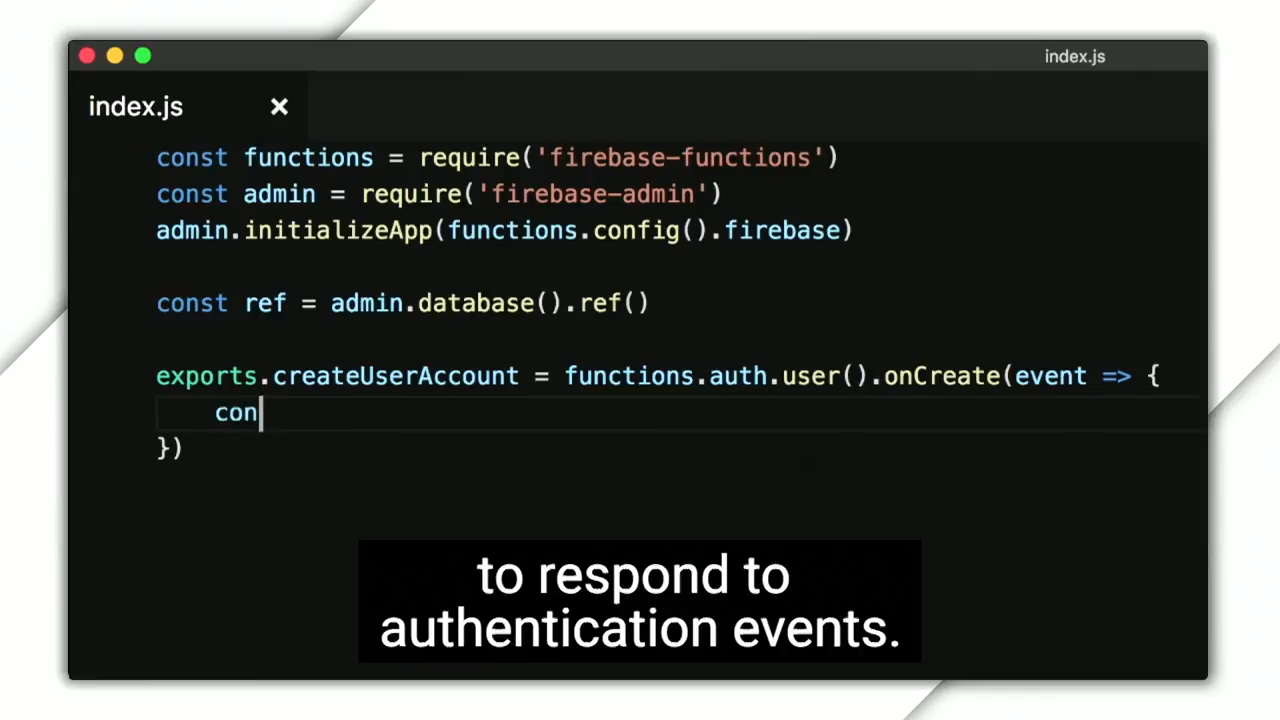 index.js
index.js ×
const functions = require('firebase-functions')
const admin = require('firebase-admin')
admin.initializeApp(functions.config().firebase)
const ref = admin.database().ref()
exports.createUserAccount = functions.auth.user().onCreate(event => {
con
})
to respond to
authentication events.